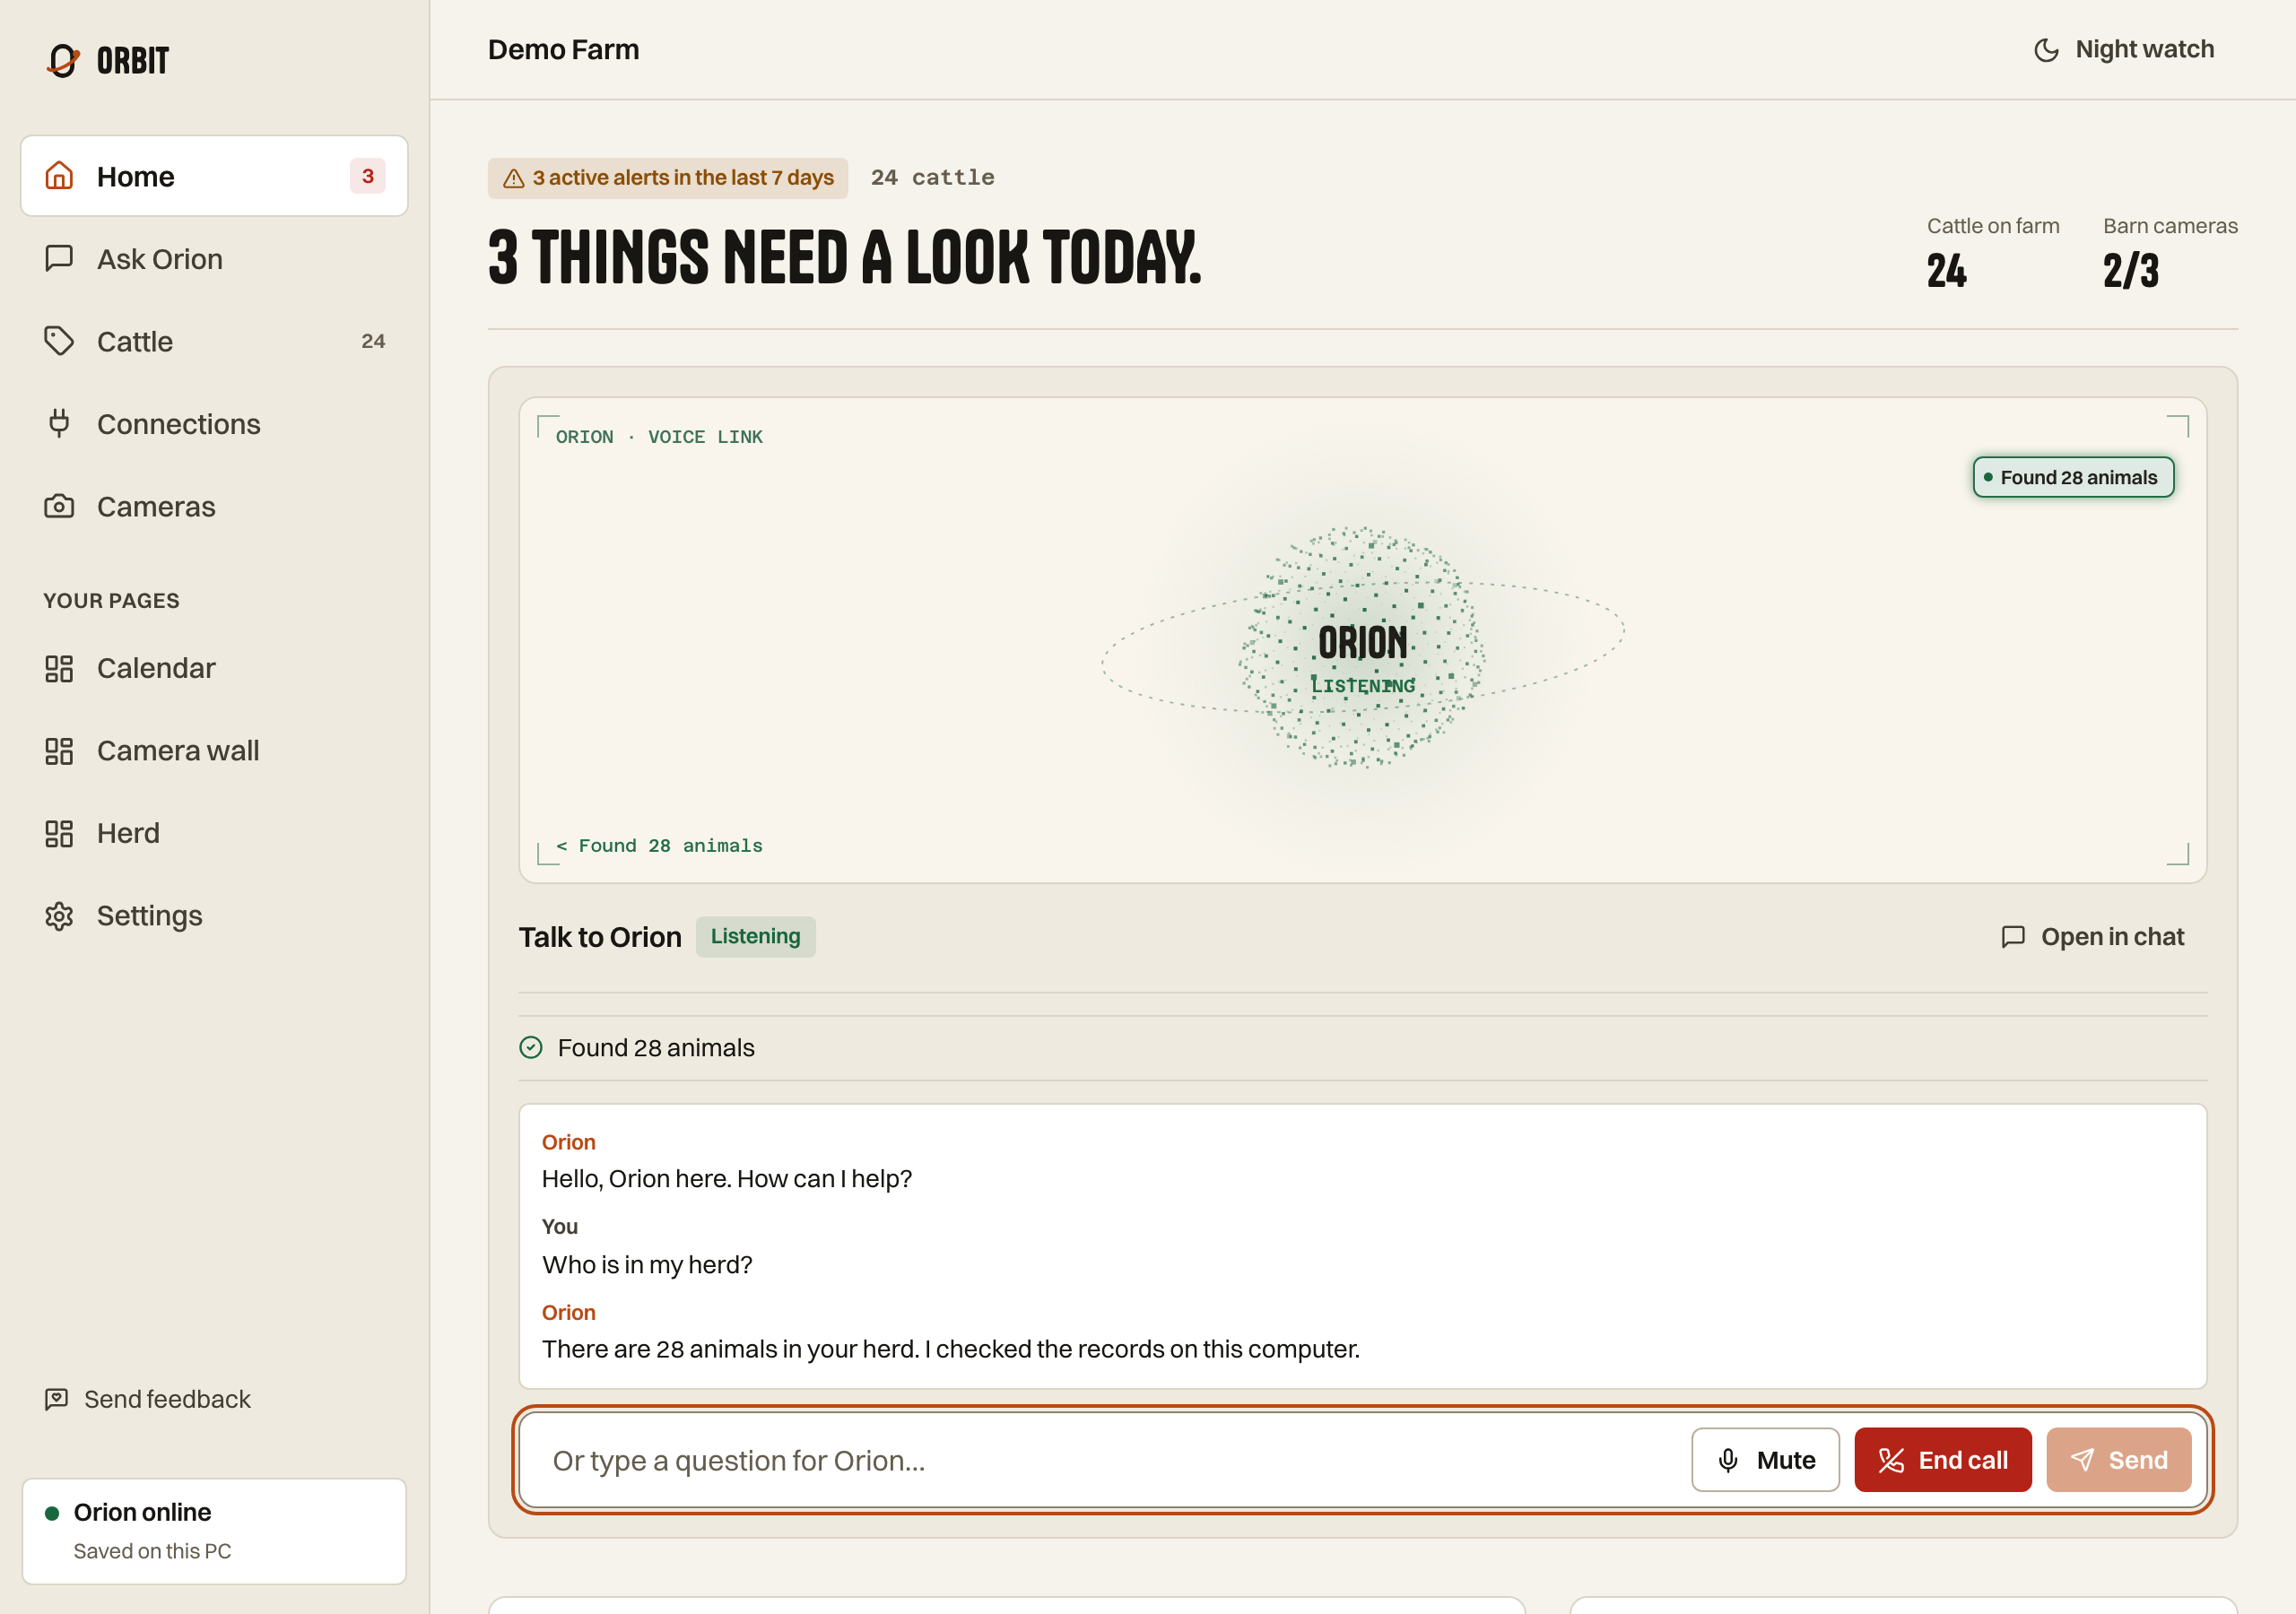 ORBIT
Home 3
Ask Orion
Cattle 24
Connections
Cameras
YOUR PAGES
Calendar
Camera wall
Herd
Settings
Send feedback
Orion online
Saved on this PC
Demo Farm
Night watch
3 active alerts in the last 7 days
24 cattle
3 THINGS NEED A LOOK TODAY.
Cattle on farm
24
Barn cameras
2/3
ORION · VOICE LINK
Found 28 animals
ORION
LISTENING
< Found 28 animals
Talk to Orion
Listening
Open in chat
Found 28 animals
Orion
Hello, Orion here. How can I help?
You
Who is in my herd?
Orion
There are 28 animals in your herd. I checked the records on this computer.
Or type a question for Orion...
Mute
End call
Send